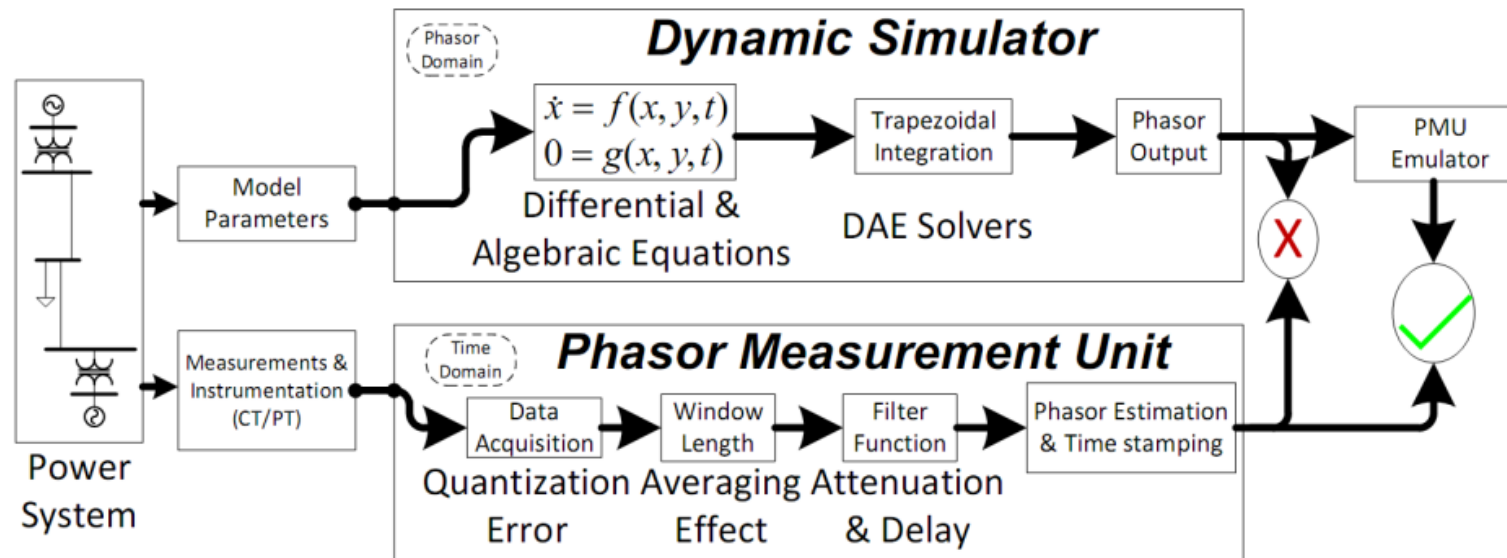 Phasor
Domain
Dynamic Simulator
ẋ = f(x, y, t)
0 = g(x, y, t)
Differential &
Algebraic Equations
Trapezoidal
Integration
DAE Solvers
Phasor
Output
PMU
Emulator
Model
Parameters
X
Power
System
Measurements &
Instrumentation
(CT/PT)
Time
Domain
Phasor Measurement Unit
Data
Acquisition
Window
Length
Filter
Function
Phasor Estimation
& Time stamping
Quantization
Error
Averaging
Effect
Attenuation
& Delay